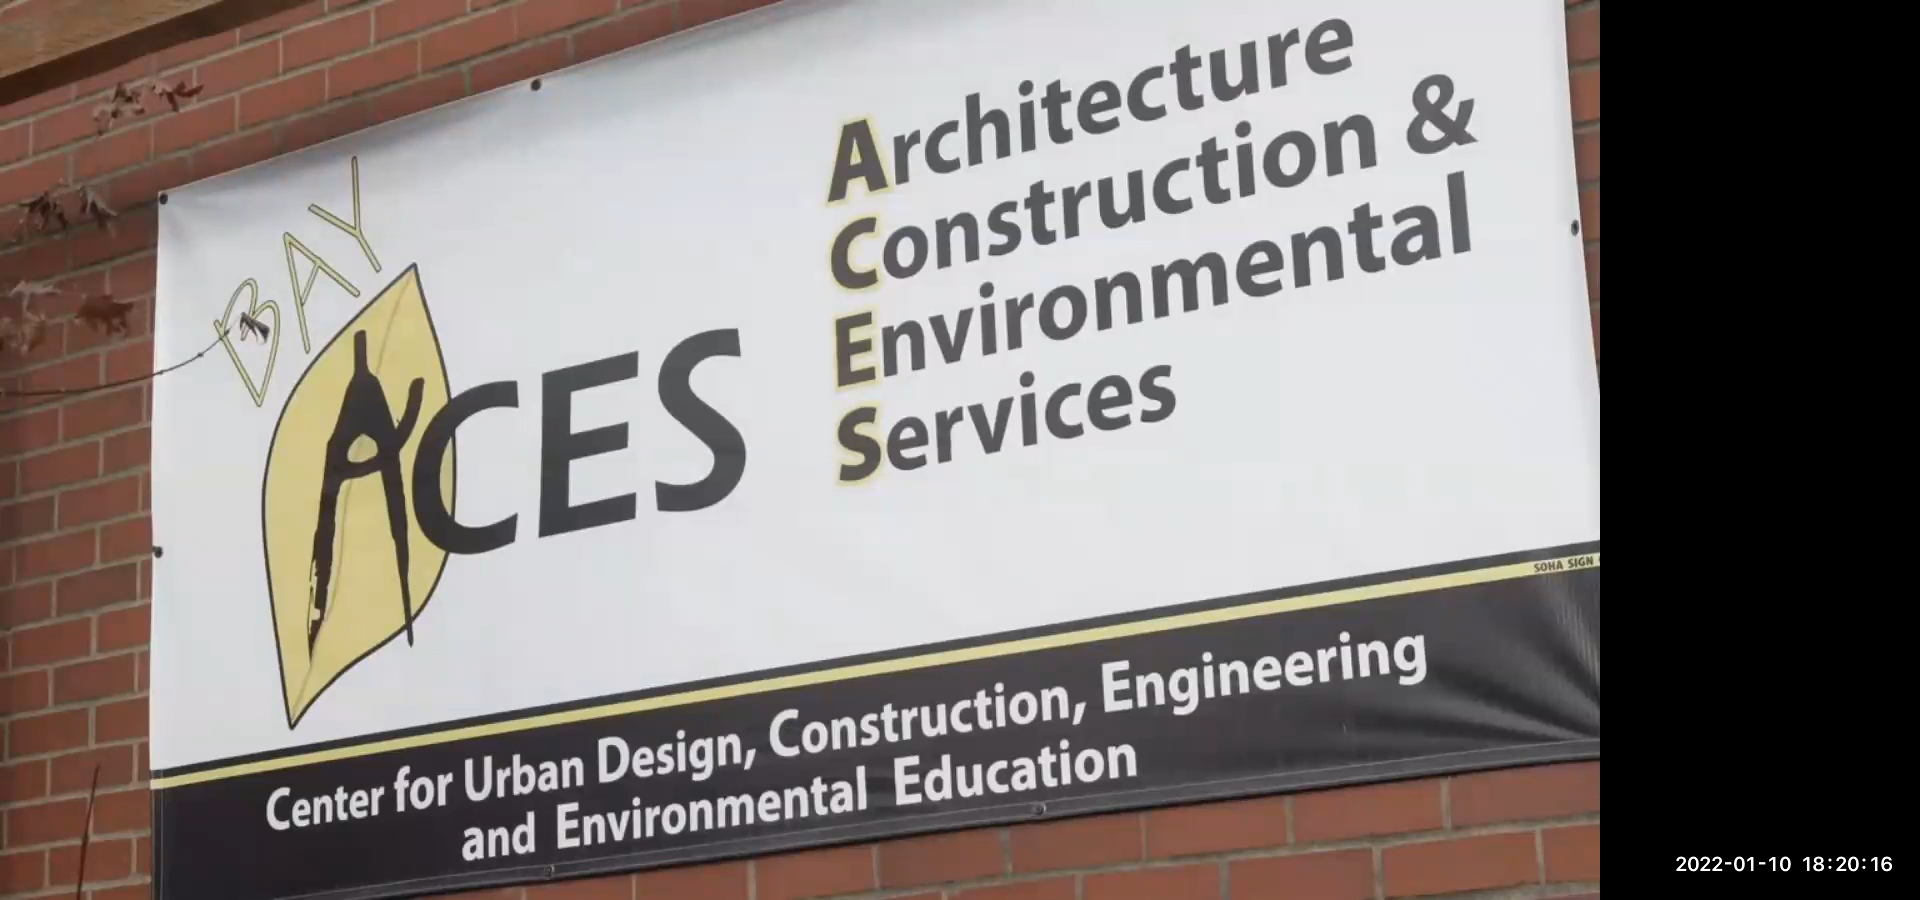 BAY
ACES
Architecture
Construction &
Environmental
Services
SOHA SIGN
Center for Urban Design, Construction, Engineering
and Environmental Education
2022-01-10 18:20:16